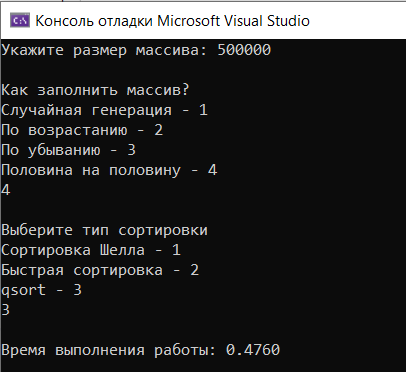 Консоль отладки Microsoft Visual Studio
Укажите размер массива: 500000
Как заполнить массив?
Случайная генерация - 1
По возрастанию - 2
По убыванию - 3
Половина на половину - 4
4
Выберите тип сортировки
Сортировка Шелла - 1
Быстрая сортировка - 2
qsort - 3
3
Время выполнения работы: 0.4760